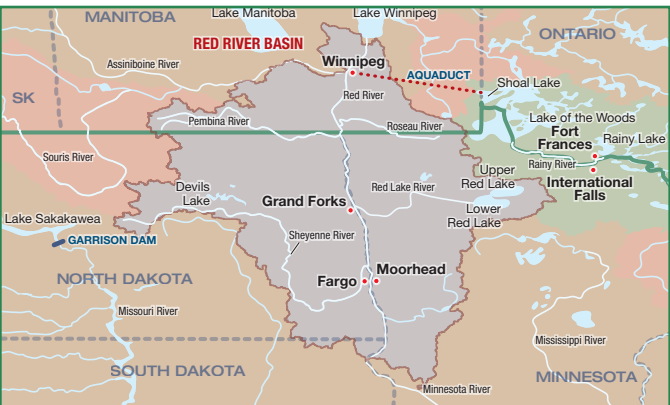 MANITOBA
Lake Manitoba
Lake Winnipeg
ONTARIO
RED RIVER BASIN
Assiniboine River
Winnipeg
AQUADUCT
Shoal Lake
SK
Red River
Pembina River
Roseau River
Lake of the Woods
Fort
Frances
Rainy Lake
Souris River
Rainy River
International
Falls
Upper
Red Lake
Devils
Lake
Red Lake River
Grand Forks
Lower
Red Lake
Lake Sakakawea
GARRISON DAM
Sheyenne River
NORTH DAKOTA
Fargo
Moorhead
Missouri River
Mississippi River
SOUTH DAKOTA
MINNESOTA
Minnesota River